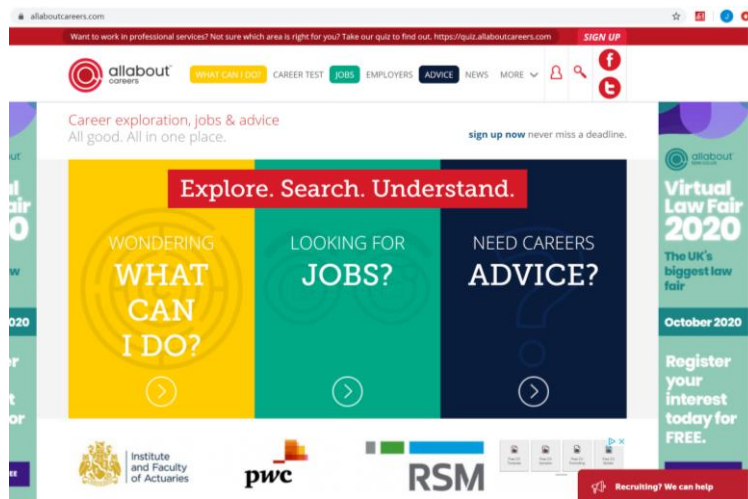 allaboutcareers.com
Want to work in professional services? Not sure which area is right for you? Take our quiz to find out. https://quiz.allaboutcareers.com
SIGN UP
allabout
careers
WHAT CAN I DO?
CAREER TEST
JOBS
EMPLOYERS
ADVICE
NEWS
MORE
Career exploration, jobs & advice
All good. All in one place.
sign up now never miss a deadline.
Explore. Search. Understand.
WONDERING
WHAT
CAN
I DO?
LOOKING FOR
JOBS?
NEED CAREERS
ADVICE?
allabout
Virtual
Law Fair
2020
The UK's
biggest law
fair
October 2020
Register
your
interest
today for
FREE.
Institute
and Faculty
of Actuaries
pwc
RSM
Recruiting? We can help